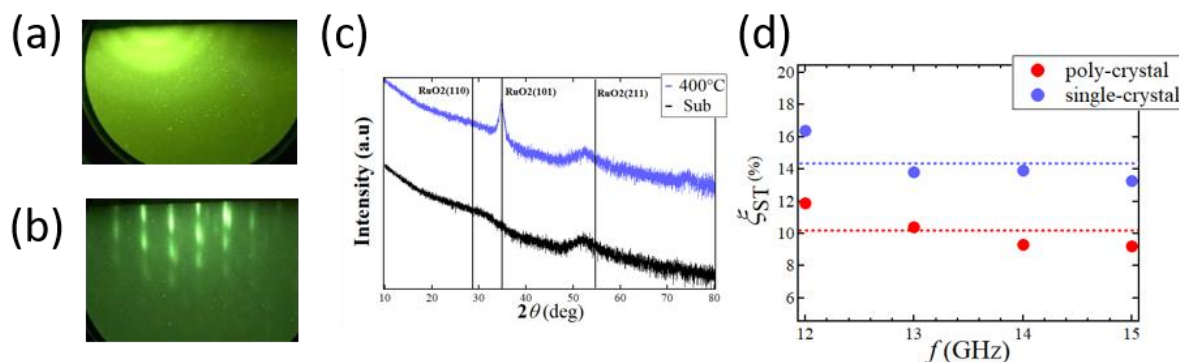 (a)
(b)
(c)
RuO2(110)
RuO2(101)
RuO2(211)
400°C
Sub
Intensity (a.u)
10
20
30
40
50
60
70
80
2θ (deg)
(d)
poly-crystal
single-crystal
20
18
16
14
12
10
8
6
ξST (%)
12
13
14
15
f (GHz)